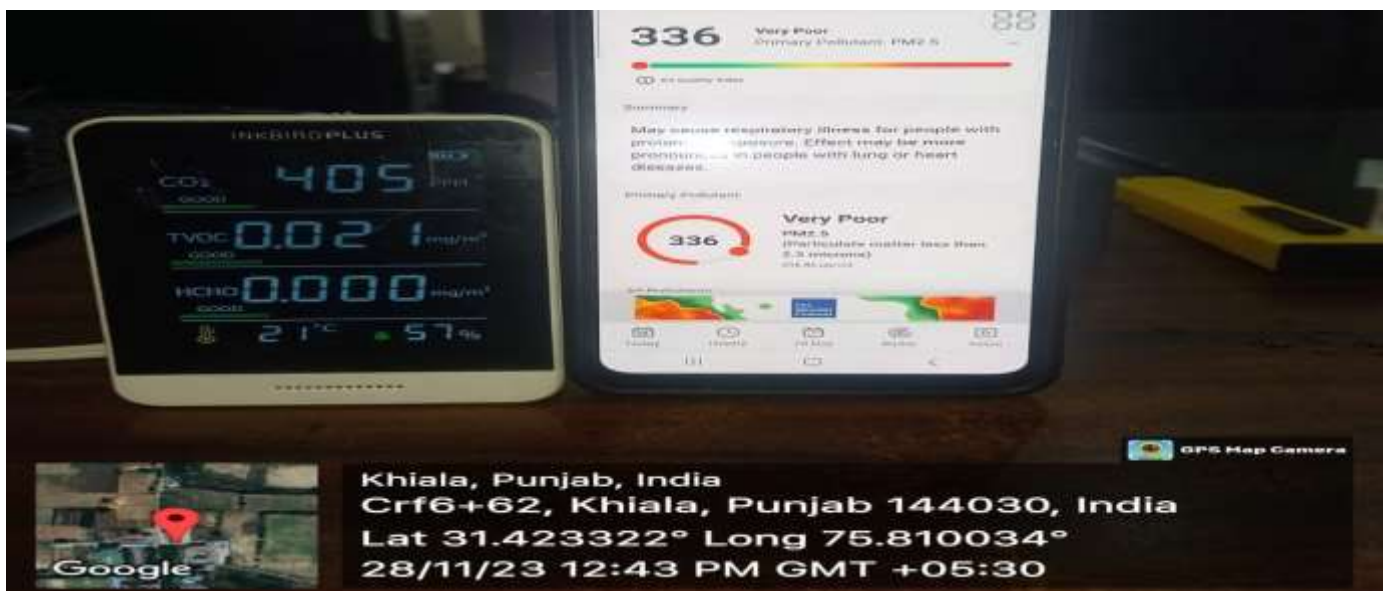 INKBIRDPLUS
CO₂ 405 PPM
GOOD
TVOC 0.021 mg/m³
GOOD
HCHO 0.000 mg/m³
GOOD
21°C 57%
336
Very Poor
Primary Pollutant: PM2.5
Air Quality Index
Summary
May cause respiratory illness for people with
exposure. Effect may be more
in people with lung or heart
diseases.
Primary Pollutant
336
Very Poor
PM2.5
(Particulate matter less than
2.5 microns)
Today
GPS Map Camera
Google
Khiala, Punjab, India
Crf6+62, Khiala, Punjab 144030, India
Lat 31.423322° Long 75.810034°
28/11/23 12:43 PM GMT +05:30